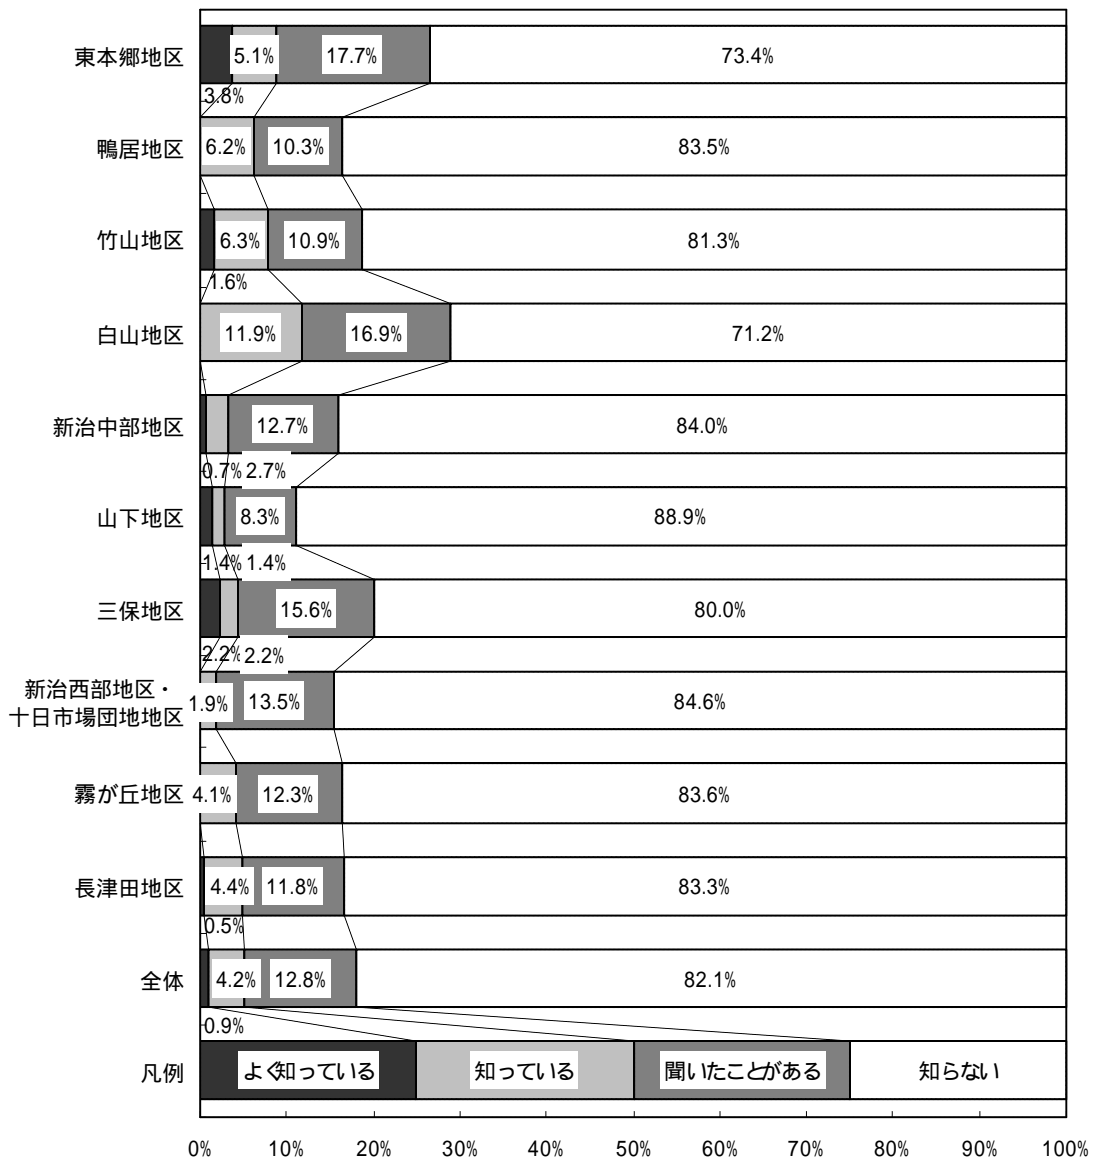 東本郷地区 5.1% 17.7% 73.4%
3.8%
鴨居地区 6.2% 10.3% 83.5%
竹山地区 6.3% 10.9% 81.3%
1.6%
白山地区 11.9% 16.9% 71.2%
新治中部地区 12.7% 84.0%
0.7% 2.7%
山下地区 8.3% 88.9%
1.4% 1.4%
三保地区 15.6% 80.0%
2.2% 2.2%
新治西部地区・
十日市場団地地区 1.9% 13.5% 84.6%
霧が丘地区 4.1% 12.3% 83.6%
長津田地区 4.4% 11.8% 83.3%
0.5%
全体 4.2% 12.8% 82.1%
0.9%
凡例 よく知っている 知っている 聞いたことがある 知らない
0% 10% 20% 30% 40% 50% 60% 70% 80% 90% 100%